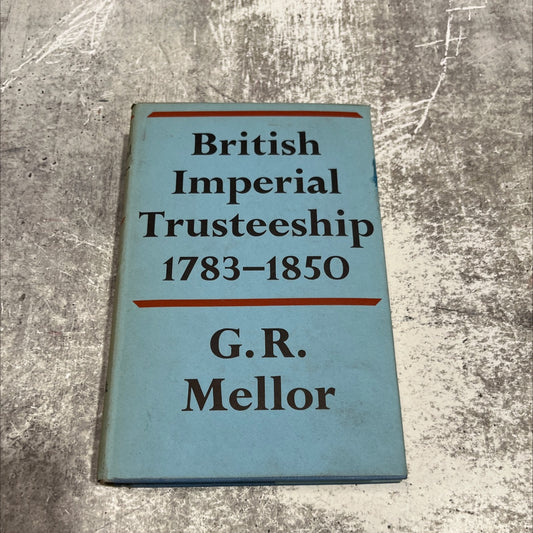 British
Imperial
Trusteeship
1783–1850
G. R.
Mellor